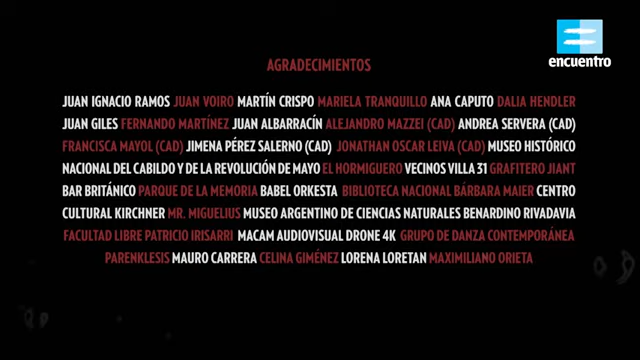 encuentro
AGRADECIMIENTOS
JUAN IGNACIO RAMOS JUAN VOIRO MARTÍN CRISPO MARIELA TRANQUILLO ANA CAPUTO DALIA HENDLER
JUAN GILES FERNANDO MARTÍNEZ JUAN ALBARRACÍN ALEJANDRO MAZZEI (CAD) ANDREA SERVERA (CAD)
FRANCISCA MAYOL (CAD) JIMENA PÉREZ SALERNO (CAD) JONATHAN OSCAR LEIVA (CAD) MUSEO HISTÓRICO
NACIONAL DEL CABILDO Y DE LA REVOLUCIÓN DE MAYO EL HORMIGUERO VECINOS VILLA 31 GRAFITERO JIANT
BAR BRITÁNICO PARQUE DE LA MEMORIA BABEL ORKESTA BIBLIOTECA NACIONAL BÁRBARA MAIER CENTRO
CULTURAL KIRCHNER MR. MIGUELIUS MUSEO ARGENTINO DE CIENCIAS NATURALES BENARDINO RIVADAVIA
FACULTAD LIBRE PATRICIO IRISARRI MACAM AUDIOVISUAL DRONE 4K GRUPO DE DANZA CONTEMPORÁNEA
PARENKLESIS MAURO CARRERA CELINA GIMÉNEZ LORENA LORETAN MAXIMILIANO ORIETA